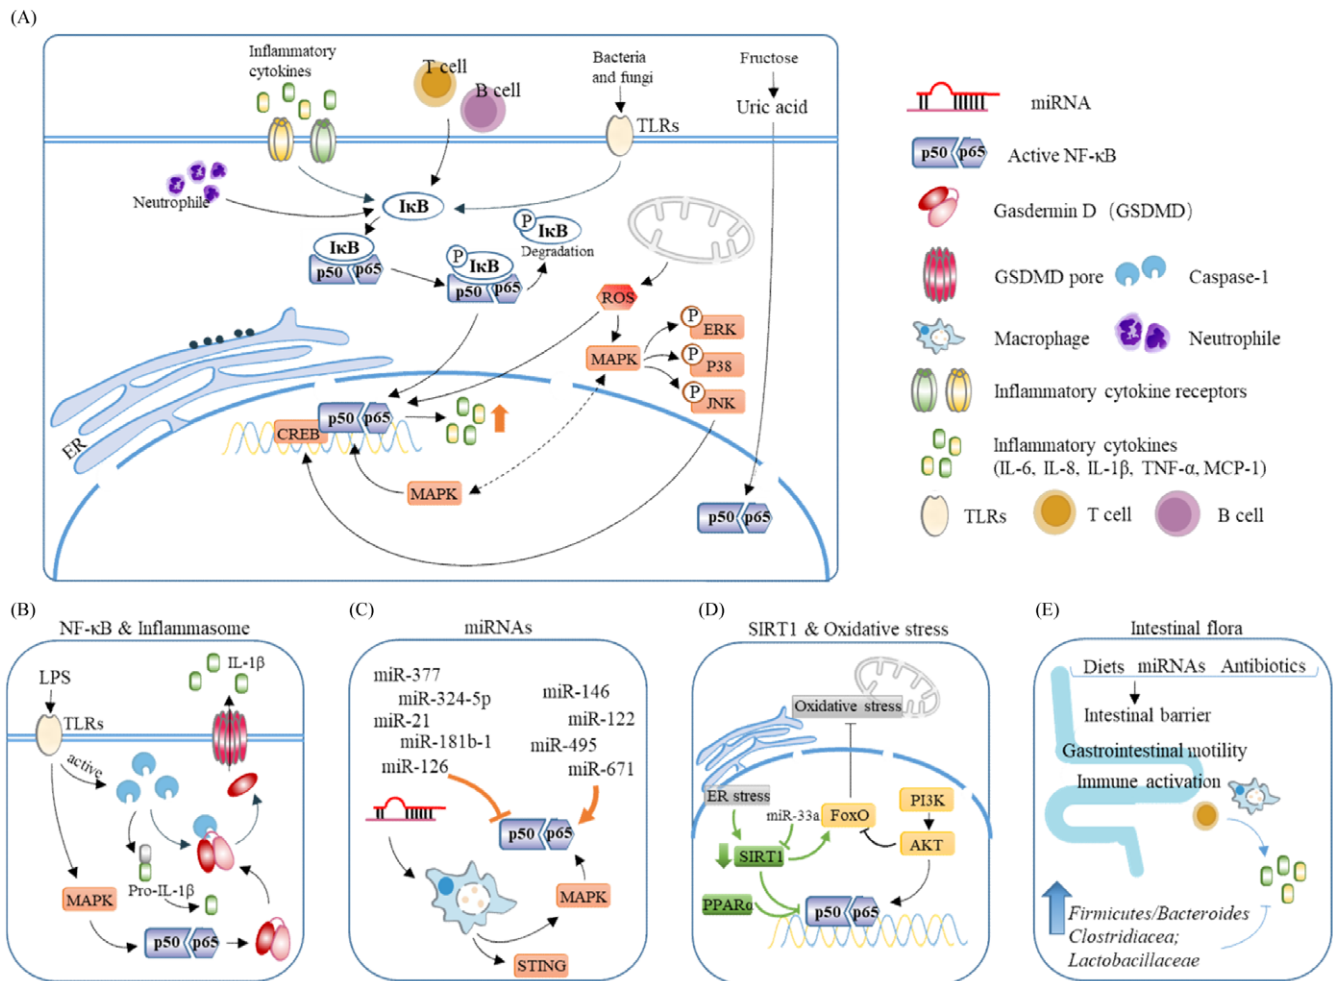 (A)
Inflammatory
cytokines
T cell
B cell
Bacteria
and fungi
TLRs
Fructose
Uric acid
Neutrophile
IκB
IκB
p50 p65
P
IκB
p50 p65
P
IκB
Degradation
ROS
MAPK
P
ERK
P
P38
P
JNK
ER
CREB
p50 p65
MAPK
p50 p65
miRNA
p50 p65
Active NF-κB
Gasdermin D（GSDMD）
GSDMD pore
Caspase-1
Macrophage
Neutrophile
Inflammatory cytokine receptors
Inflammatory cytokines
(IL-6, IL-8, IL-1β, TNF-α, MCP-1)
TLRs
T cell
B cell
(B)
NF-κB & Inflammasome
LPS
IL-1β
TLRs
active
Pro-IL-1β
MAPK
p50 p65
(C)
miRNAs
miR-377
miR-324-5p
miR-21
miR-181b-1
miR-126
miR-146
miR-122
miR-495
miR-671
p50 p65
MAPK
STING
(D)
SIRT1 & Oxidative stress
Oxidative stress
ER stress
miR-33a
FoxO
PI3K
AKT
SIRT1
PPARα
p50 p65
(E)
Intestinal flora
Diets miRNAs Antibiotics
Intestinal barrier
Gastrointestinal motility
Immune activation
Firmicutes/Bacteroides
Clostridiacea;
Lactobacillaceae